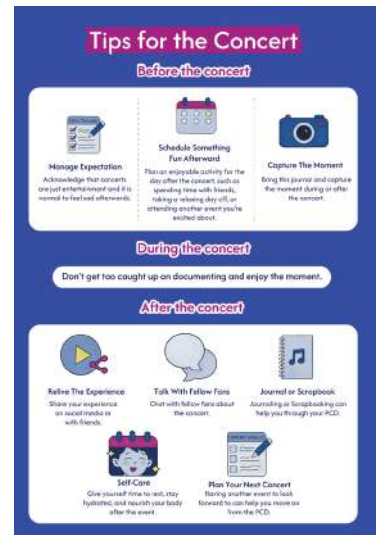 Tips for the Concert
Before the concert
Manage Expectation
Acknowledge that concerts
are just entertainment and it is
normal to feel sad afterwards.
Schedule Something
Fun Afterward
Plan an enjoyable activity for the
day after the concert, such as
spending time with friends,
taking a relaxing day off, or
attending another event you're
excited about.
Capture The Moment
Bring this journal and capture
the moment during or after
the concert.
During the concert
Don't get too caught up on documenting and enjoy the moment.
After the concert
Relive The Experience
Share your experience
on social media or
with friends.
Talk With Fellow Fans
Chat with fellow fans about
the concert.
Journal or Scrapbook
Journaling or Scrapbooking can
help you through your PCD.
Self-Care
Give yourself time to rest, stay
hydrated, and nourish your body
after the event.
Plan Your Next Concert
Having another event to look
forward to can help you move on
from the PCD.